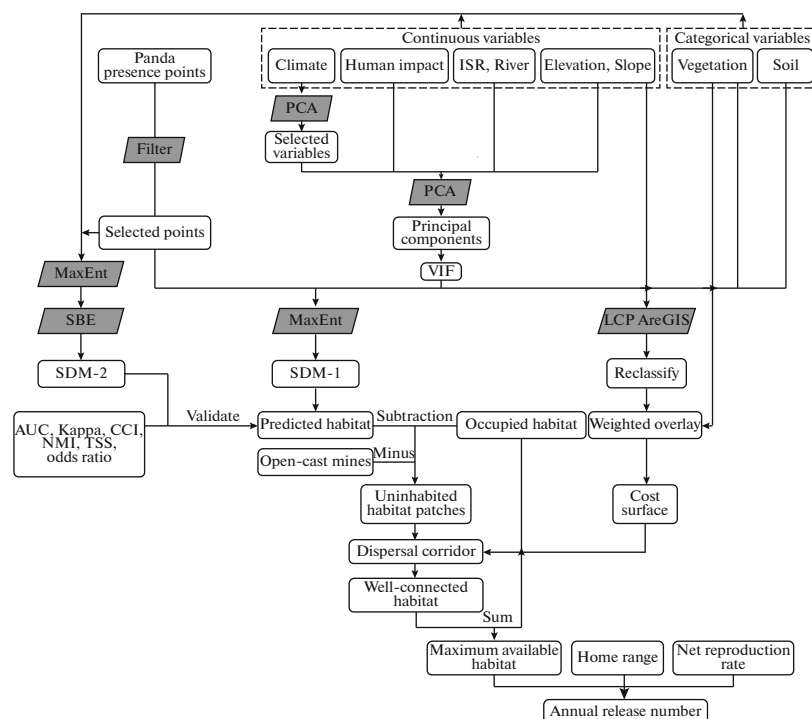 Continuous variables
Categorical variables
Panda
presence points
Climate
Human impact
ISR, River
Elevation, Slope
Vegetation
Soil
PCA
Filter
Selected
variables
PCA
Selected points
Principal
components
MaxEnt
VIF
SBE
MaxEnt
LCP AreGIS
SDM-2
SDM-1
Reclassify
AUC, Kappa, CCI,
NMI, TSS,
odds ratio
Validate
Predicted habitat
Subtraction
Occupied habitat
Weighted overlay
Minus
Open-cast mines
Uninhabited
habitat patches
Cost
surface
Dispersal corridor
Well-connected
habitat
Sum
Maximum available
habitat
Home range
Net reproduction
rate
Annual release number